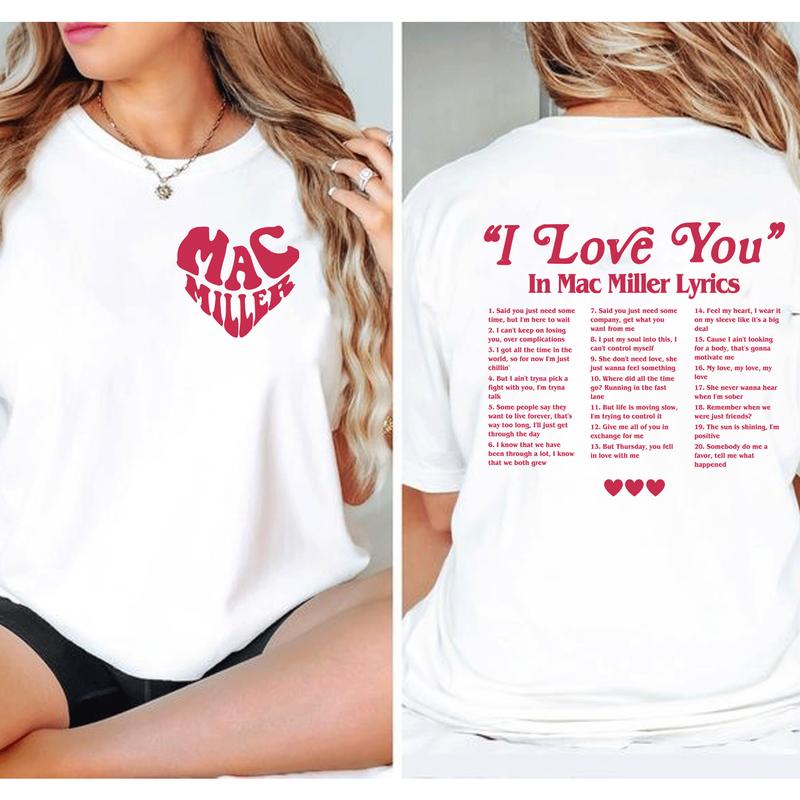 MAC
MILLER
“I Love You”
In Mac Miller Lyrics
1. Said you just need some
time, but I'm here to wait
2. I can't keep on losing
you, over complications
3. I got all the time in the
world, so for now I'm just
chillin'
4. But I ain't tryna pick a
fight with you, I'm tryna
talk
5. Some people say they
want to live forever, that's
way too long, I'll just get
through the day
6. I know that we have
been through a lot, I know
that we both grew
7. Said you just need some
company, get what you
want from me
8. I put my soul into this, I
can't control myself
9. She don't need love, she
just wanna feel something
10. Where did all the time
go? Running in the fast
lane
11. But life is moving slow,
I'm trying to control it
12. Give me all of you in
exchange for me
13. But Thursday, you fell
in love with me
14. Feel my heart, I wear it
on my sleeve like it's a big
deal
15. Cause I ain't looking
for a body, that's gonna
motivate me
16. My love, my love, my
love
17. She never wanna hear
when I'm sober
18. Remember when we
were just friends?
19. The sun is shining, I'm
positive
20. Somebody do me a
favor, tell me what
happened